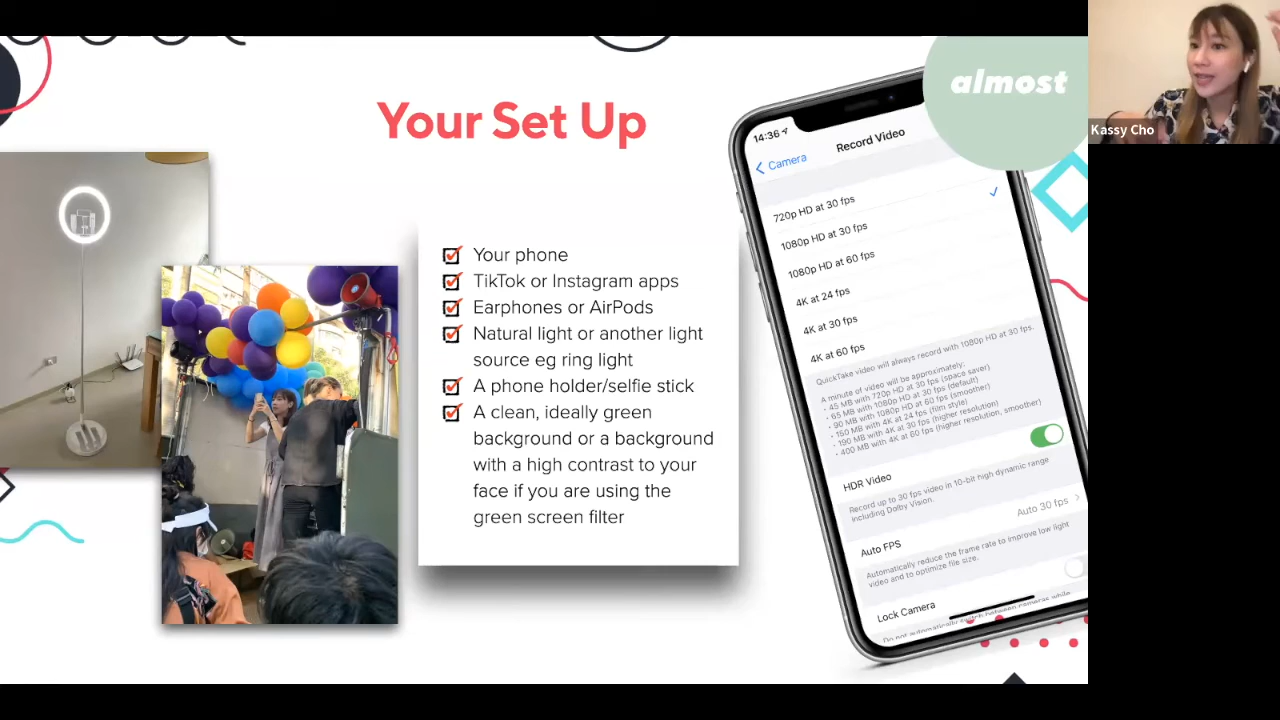 Your Set Up
Your phone
TikTok or Instagram apps
Earphones or AirPods
Natural light or another light
source eg ring light
A phone holder/selfie stick
A clean, ideally green
background or a background
with a high contrast to your
face if you are using the
green screen filter
14:36
Camera
Record Video
720p HD at 30 fps
1080p HD at 30 fps
1080p HD at 60 fps
4K at 24 fps
4K at 30 fps
4K at 60 fps
QuickTake video will always record with 1080p HD at 30 fps.
A minute of video will be approximately:
• 45 MB with 720p HD at 30 fps (space saver)
• 65 MB with 1080p HD at 30 fps (default)
• 90 MB with 1080p HD at 60 fps (smoother)
• 150 MB with 4K at 24 fps (film style)
• 190 MB with 4K at 30 fps (higher resolution)
• 400 MB with 4K at 60 fps (higher resolution, smoother)
HDR Video
Record up to 30 fps video in 10-bit high dynamic range
including Dolby Vision.
Auto FPS
Auto 30 fps
Automatically reduce the frame rate to improve low light
video and to optimize file size.
Lock Camera
Do not automatically switch between cameras while
almost
Kassy Cho